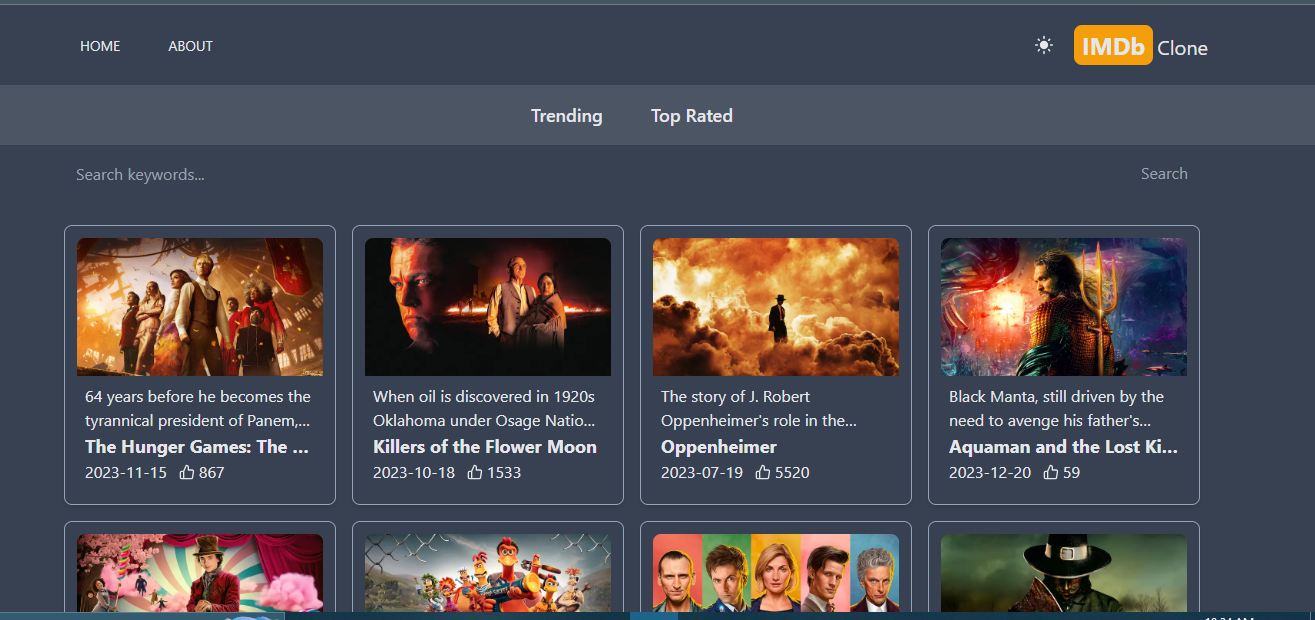 HOME ABOUT IMDb Clone
Trending Top Rated
Search keywords... Search
64 years before he becomes the
tyrannical president of Panem,...
The Hunger Games: The ...
2023-11-15 867
When oil is discovered in 1920s
Oklahoma under Osage Natio...
Killers of the Flower Moon
2023-10-18 1533
The story of J. Robert
Oppenheimer's role in the...
Oppenheimer
2023-07-19 5520
Black Manta, still driven by the
need to avenge his father's...
Aquaman and the Lost Ki...
2023-12-20 59